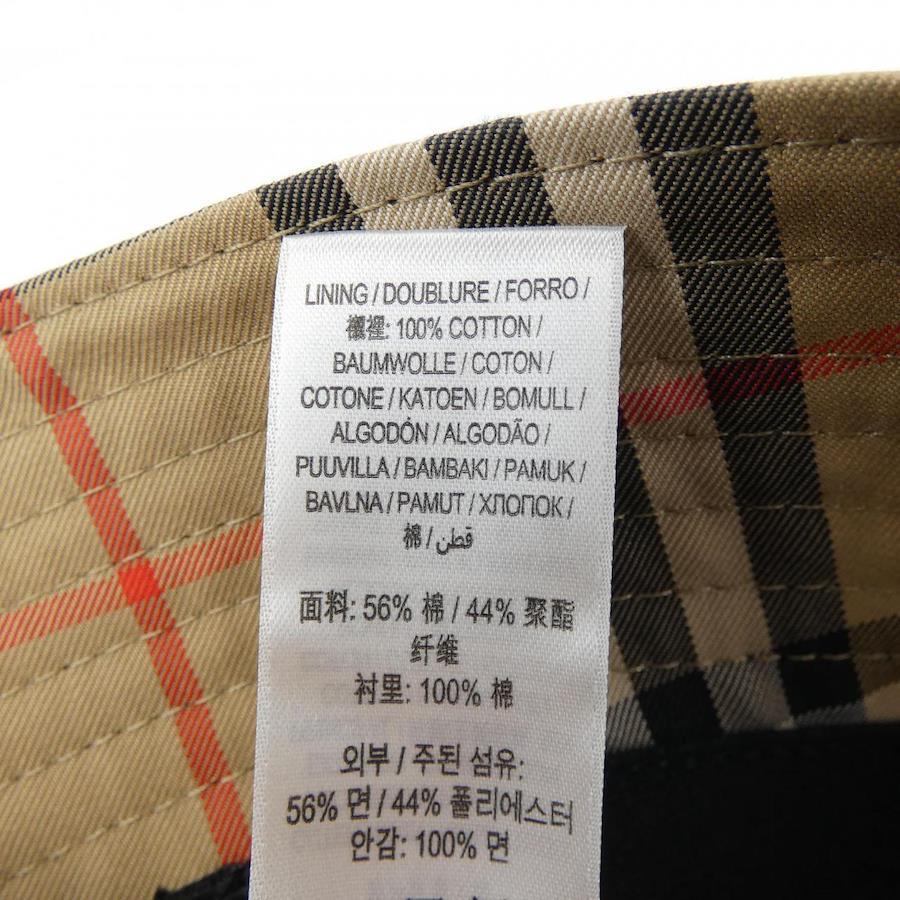 LINING / DOUBLURE / FORRO /
襯裡: 100% COTTON /
BAUMWOLLE / COTON /
COTONE / KATOEN / BOMULL /
ALGODÓN / ALGODÃO /
PUUVILLA / BAMBAKI / PAMUK /
BAVLNA / PAMUT / ХЛОПОК /
棉 / قطن
面料: 56% 棉 / 44% 聚酯
纤维
衬里: 100% 棉
외부 / 주된 섬유:
56% 면 / 44% 폴리에스터
안감: 100% 면